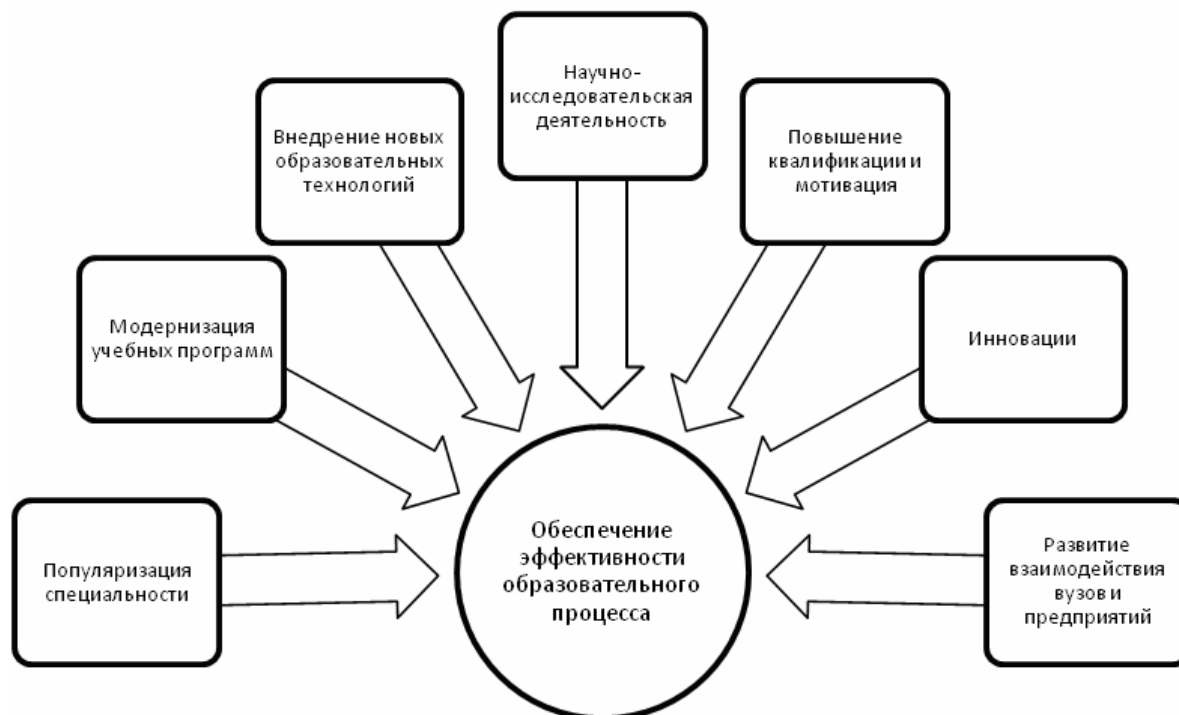 Научно-
исследовательская
деятельность
Внедрение новых
образовательных
технологий
Повышение
квалификации и
мотивация
Модернизация
учебных программ
Инновации
Популяризация
специальности
Обеспечение
эффективности
образовательного
процесса
Развитие
взаимодействия
вузов и
предприятий